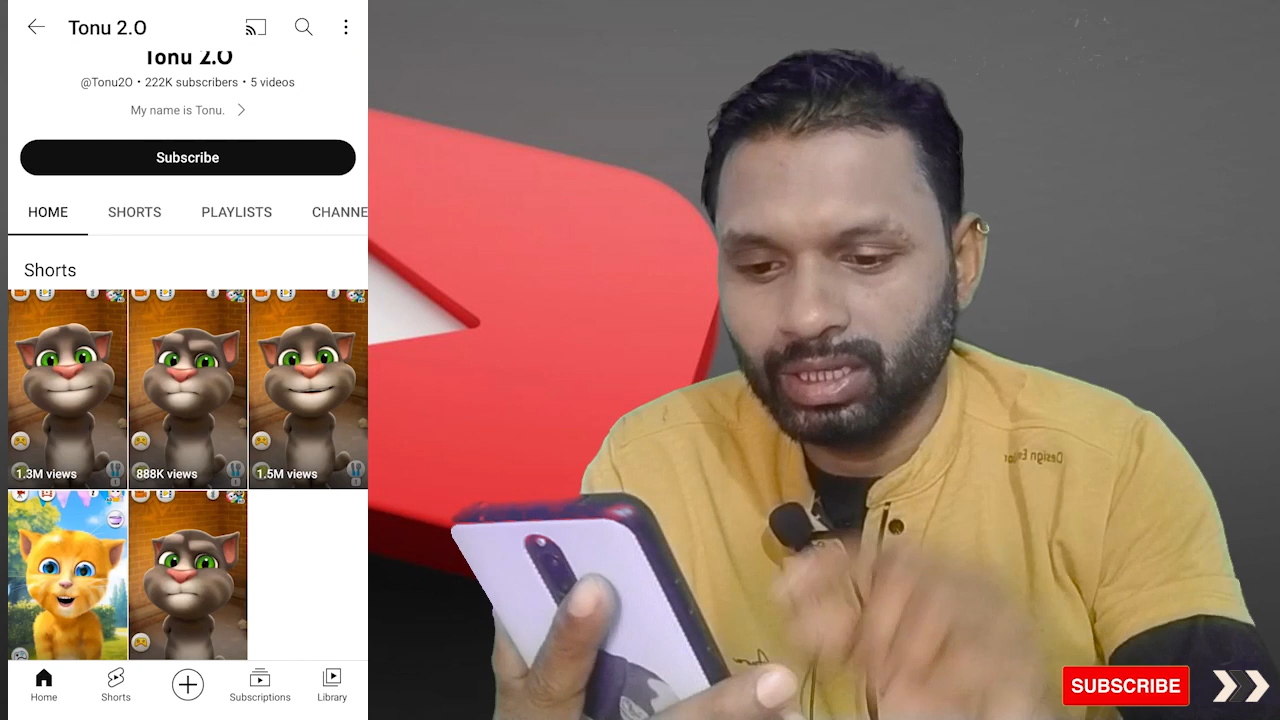 Tonu 2.O
Tonu 2.O
@Tonu2O • 222K subscribers • 5 videos
My name is Tonu.
Subscribe
HOME SHORTS PLAYLISTS CHANNE
Shorts
1.3M views 888K views 1.5M views
Home Shorts Subscriptions Library
SUBSCRIBE